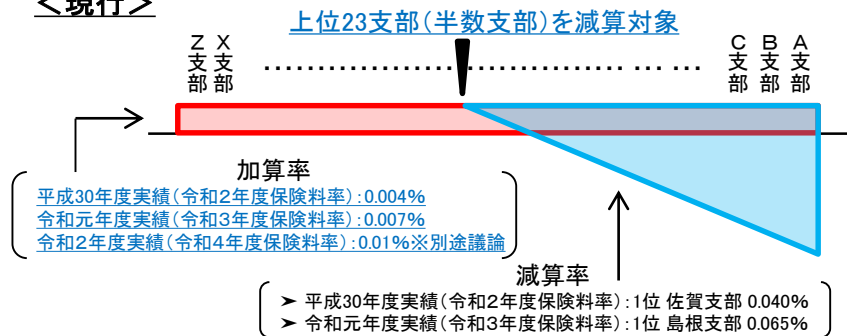 ＜現行＞
上位23支部（半数支部）を減算対象
Z支部 X支部 ……………………………………… … … C支部 B支部 A支部
加算率
平成30年度実績（令和２年度保険料率）：0.004%
令和元年度実績（令和３年度保険料率）：0.007%
令和２年度実績（令和４年度保険料率）：0.01%※別途議論
減算率
➤ 平成30年度実績（令和２年度保険料率）：1位 佐賀支部 0.040%
➤ 令和元年度実績（令和３年度保険料率）：1位 島根支部 0.065%